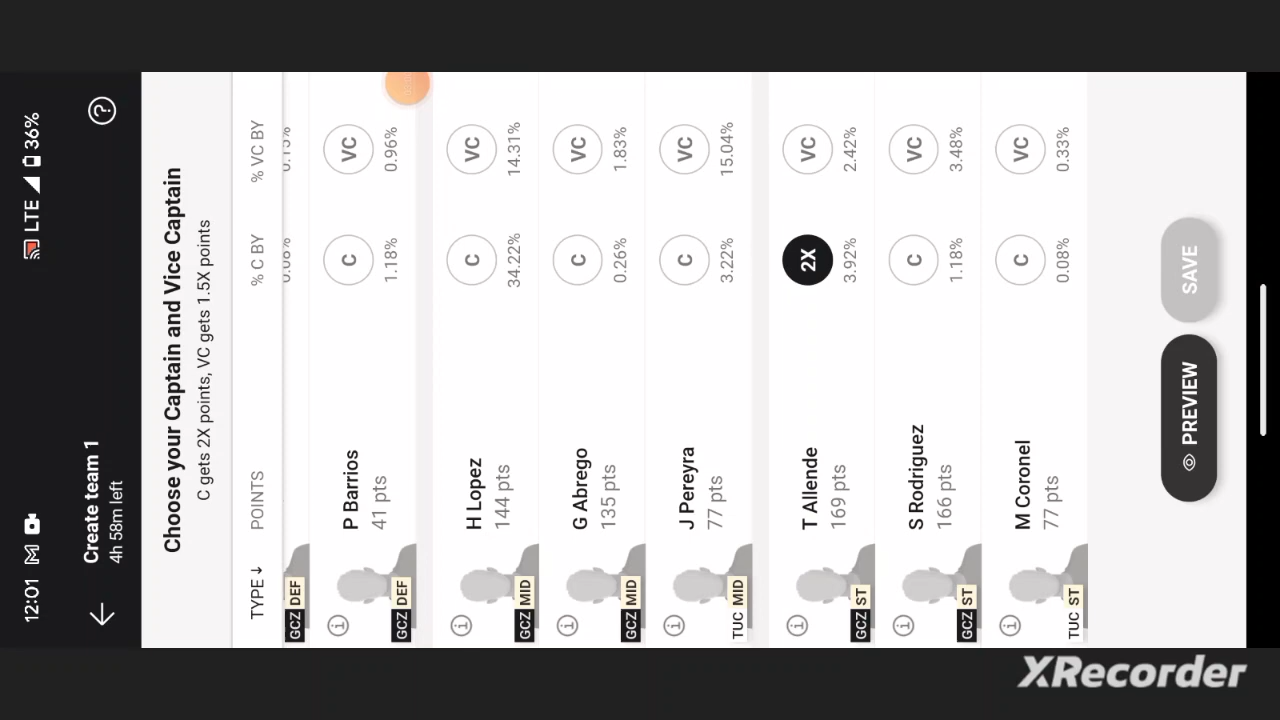 12:01
LTE 36%
Create team 1
4h 58m left
?
Choose your Captain and Vice Captain
C gets 2X points, VC gets 1.5X points
TYPE ↓ POINTS % C BY % VC BY
GCZ DEF
GCZ DEF P Barrios C VC
41 pts 1.18% 0.96%
GCZ MID H Lopez C VC
144 pts 34.22% 14.31%
GCZ MID G Abrego C VC
135 pts 0.26% 1.83%
TUC MID J Pereyra C VC
77 pts 3.22% 15.04%
GCZ ST T Allende 2X VC
169 pts 3.92% 2.42%
GCZ ST S Rodriguez C VC
166 pts 1.18% 3.48%
TUC ST M Coronel C VC
77 pts 0.08% 0.33%
PREVIEW SAVE
XRecorder